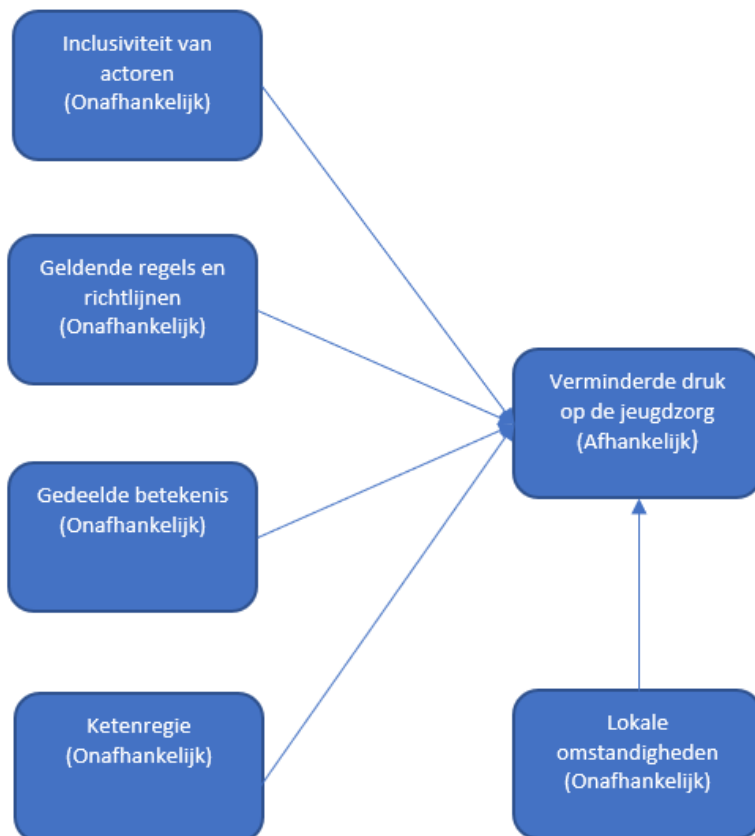 Inclusiviteit van
actoren
(Onafhankelijk)
Geldende regels en
richtlijnen
(Onafhankelijk)
Verminderde druk
op de jeugdzorg
(Afhankelijk)
Gedeelde betekenis
(Onafhankelijk)
Ketenregie
(Onafhankelijk)
Lokale
omstandigheden
(Onafhankelijk)